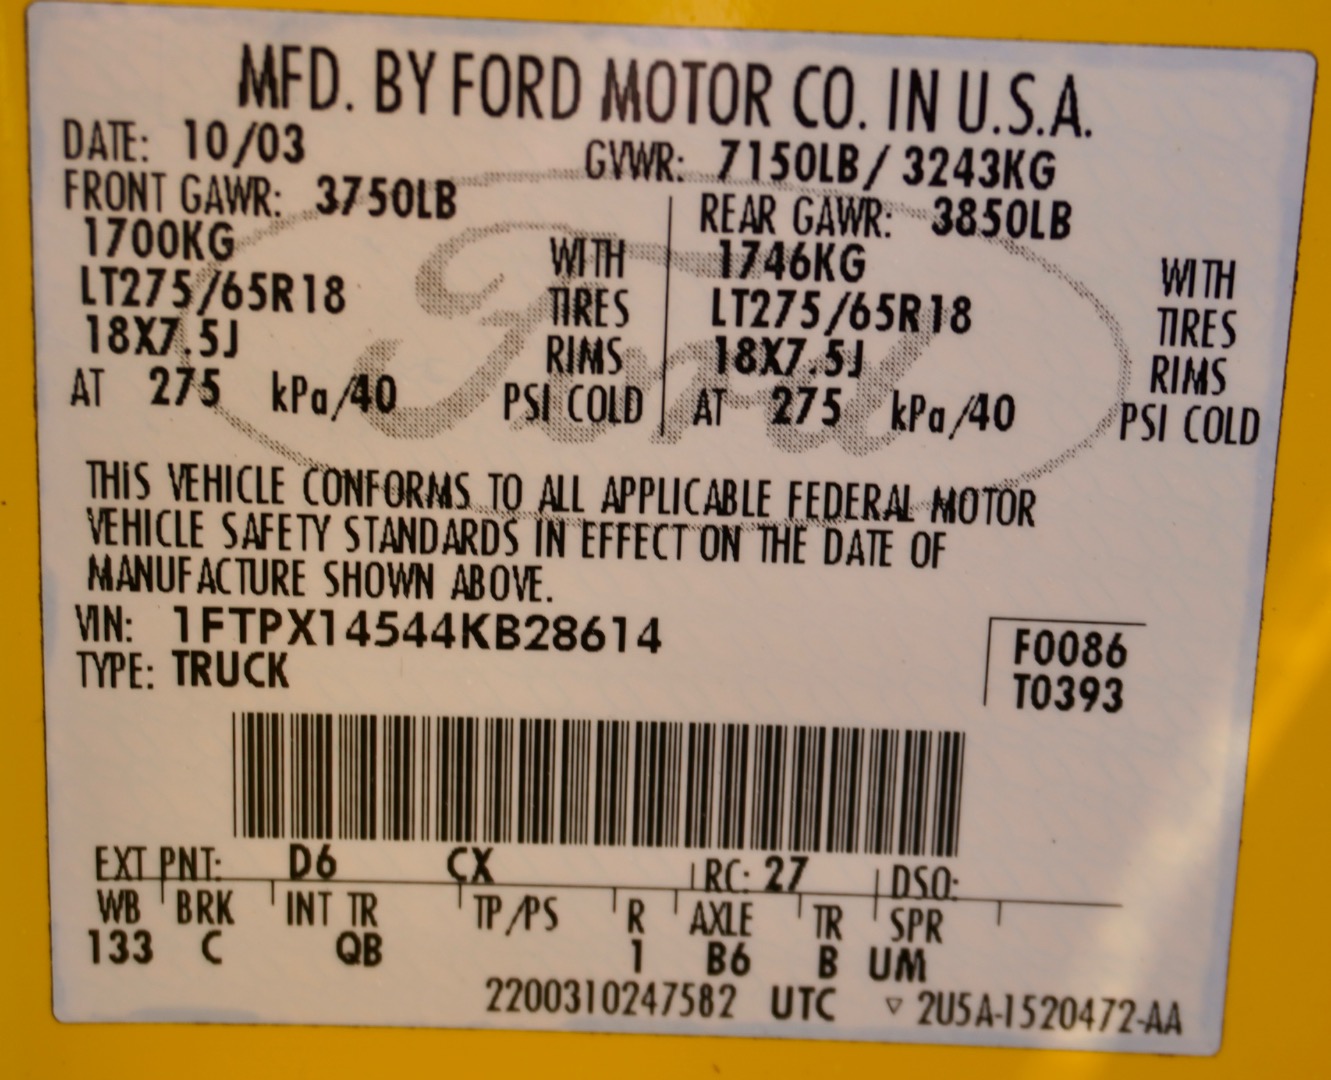 MFD. BY FORD MOTOR CO. IN U.S.A.
DATE: 10/03 GVWR: 7150LB/ 3243KG
FRONT GAWR: 3750LB REAR GAWR: 3850LB
1700KG WITH 1746KG WITH
LT275/65R18 TIRES LT275/65R18 TIRES
18X7.5J RIMS 18X7.5J RIMS
AT 275 kPa/40 PSI COLD AT 275 kPa/40 PSI COLD
Ford
THIS VEHICLE CONFORMS TO ALL APPLICABLE FEDERAL MOTOR
VEHICLE SAFETY STANDARDS IN EFFECT ON THE DATE OF
MANUFACTURE SHOWN ABOVE.
VIN: 1FTPX14544KB28614 F0086
TYPE: TRUCK T0393
EXT PNT: D6 CX RC: 27 DSO:
WB BRK INT TR TP/PS R AXLE TR SPR
133 C QB 1 B6 B UM
2200310247582 UTC ▽ 2U5A-1520472-AA